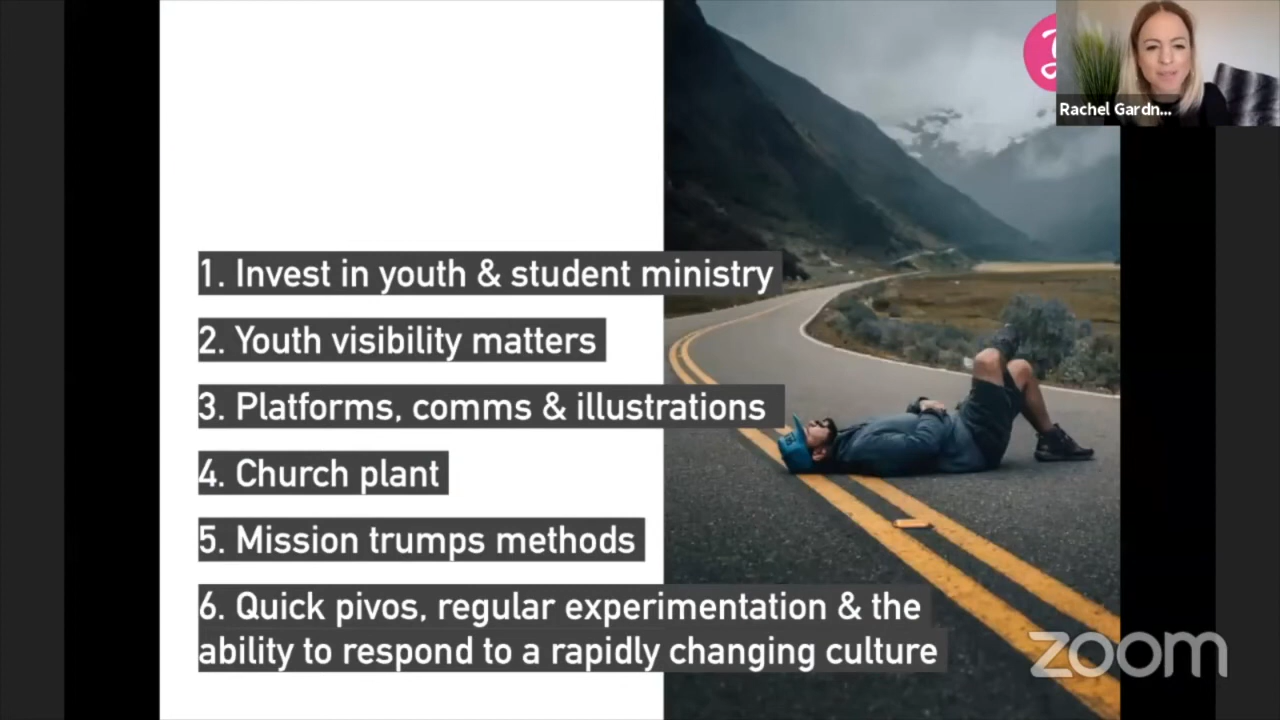 Rachel Gardn...
1. Invest in youth & student ministry
2. Youth visibility matters
3. Platforms, comms & illustrations
4. Church plant
5. Mission trumps methods
6. Quick pivos, regular experimentation & the
ability to respond to a rapidly changing culture
zoom